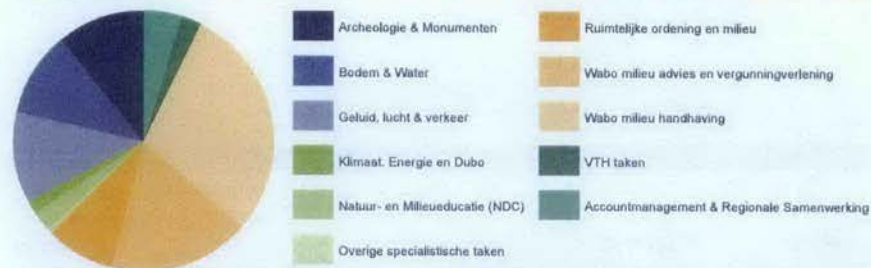 Archeologie & Monumenten
Bodem & Water
Geluid, lucht & verkeer
Klimaat. Energie en Dubo
Natuur- en Milieueducatie (NDC)
Overige specialistische taken
Ruimtelijke ordening en milieu
Wabo milieu advies en vergunningverlening
Wabo milieu handhaving
VTH taken
Accountmanagement & Regionale Samenwerking